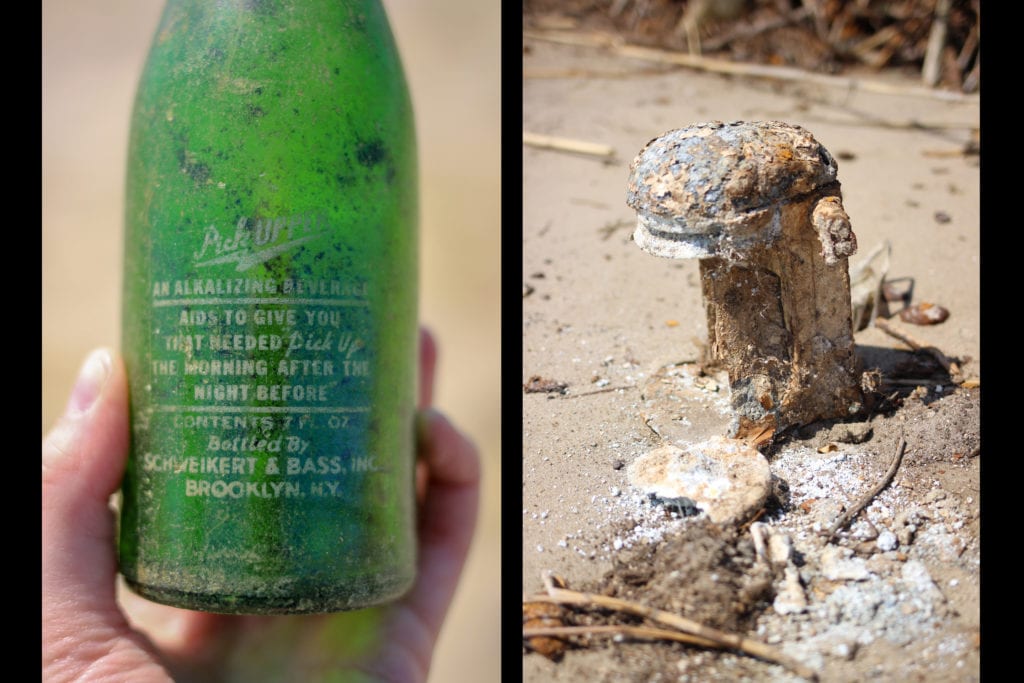 Pick UPPER
AN ALKALIZING BEVERAGE
AIDS TO GIVE YOU
THAT NEEDED Pick Up
THE MORNING AFTER THE
NIGHT BEFORE
CONTENTS 7 FL. OZ.
Bottled By
SCHWEIKERT & BASS, INC.
BROOKLYN, N.Y.